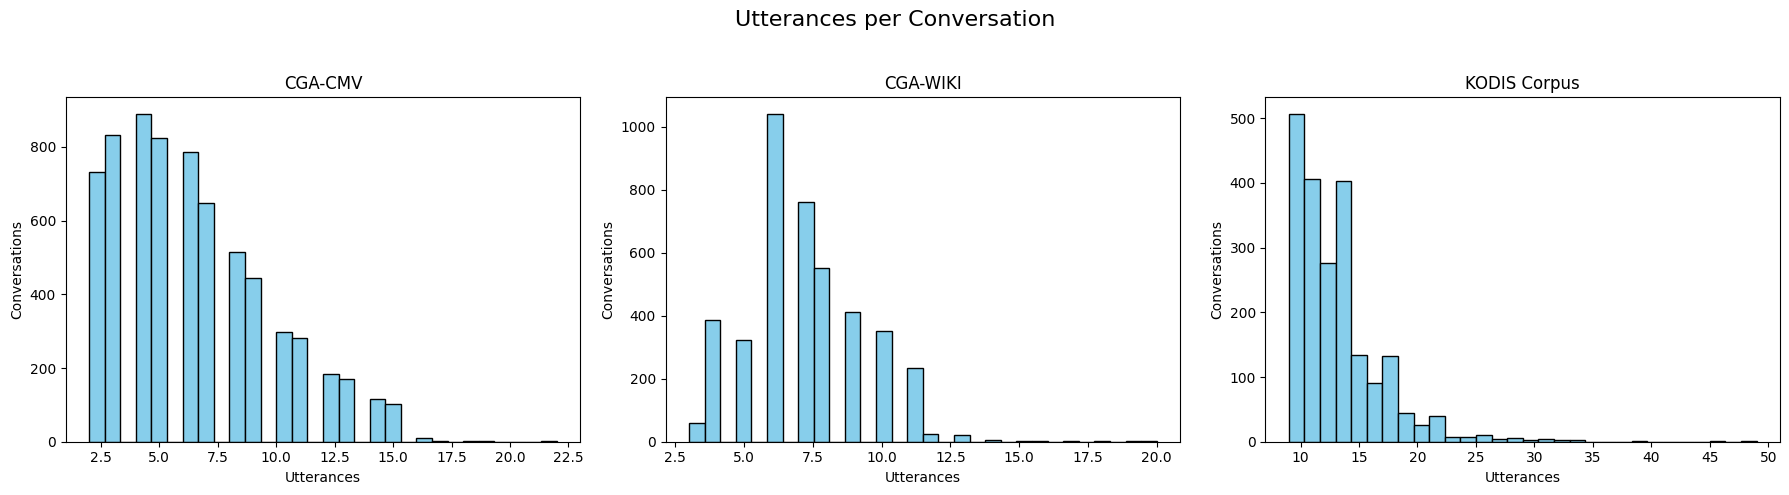 Utterances per Conversation
CGA-CMV
Conversations
800
600
400
200
0
2.5 5.0 7.5 10.0 12.5 15.0 17.5 20.0 22.5
Utterances
CGA-WIKI
Conversations
1000
800
600
400
200
0
2.5 5.0 7.5 10.0 12.5 15.0 17.5 20.0
Utterances
KODIS Corpus
Conversations
500
400
300
200
100
0
10 15 20 25 30 35 40 45 50
Utterances